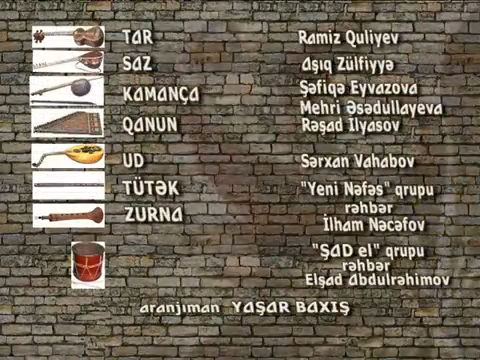 TAR Ramiz Quliyev
SAZ Aşıq Zülfiyyə
KAMANÇA Şəfiqə Eyvazova
Mehri Əsədullayeva
QANUN Rəşad İlyasov
UD Sərxan Vahabov
TÜTƏK "Yeni Nəfəs" qrupu
rəhbər
ZURNA İlham Nəcəfov
"ŞAD el" qrupu
rəhbər
Elşad Abdulrəhimov
aranjıman YAŞAR BAXIŞ